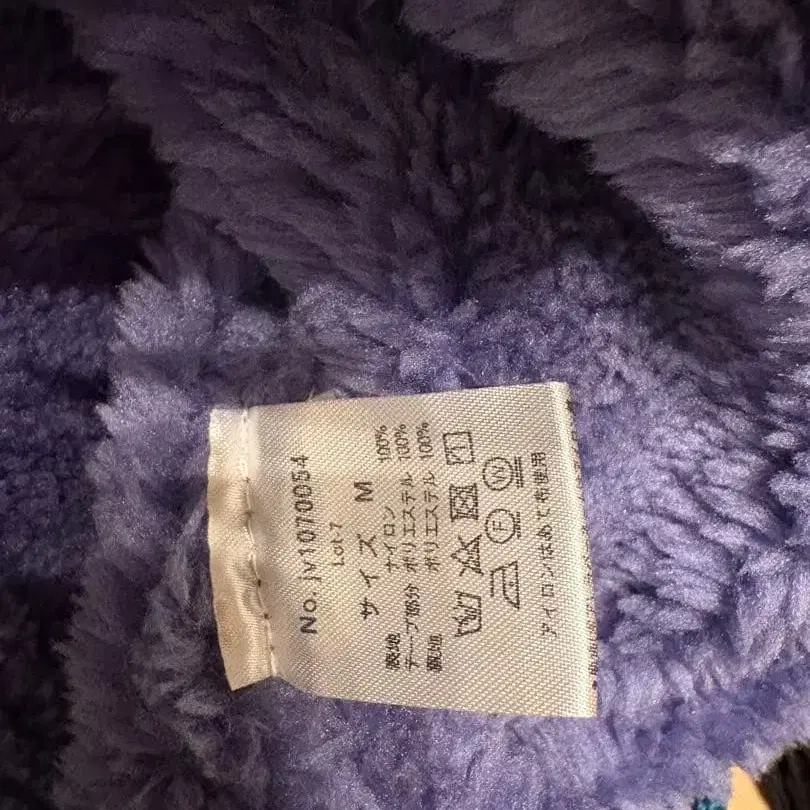 No. jv1070054
Lot-7
サイズ M
表地 ナイロン 100%
テープ部分 ポリエステル 100%
裏地 ポリエステル 100%
F W
アイロンはあて布使用